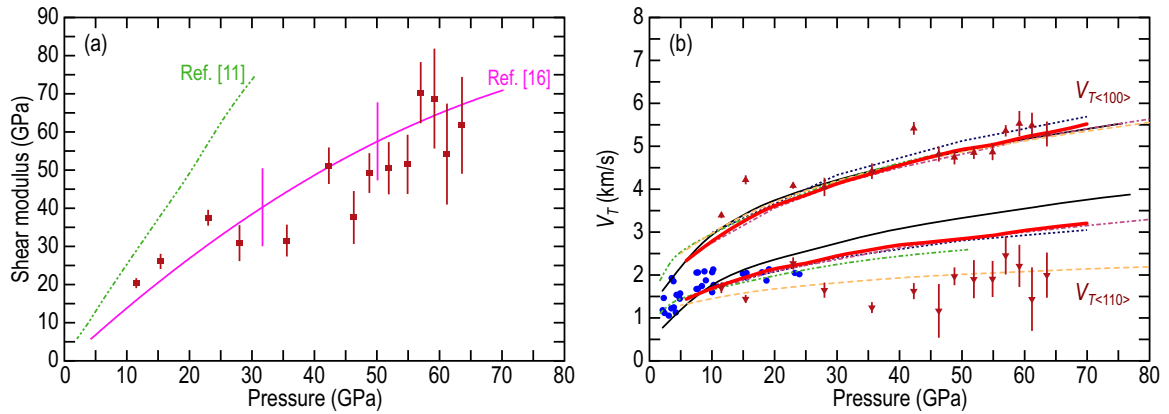 (a)
Ref. [11]
Ref. [16]
Shear modulus (GPa)
90
80
70
60
50
40
30
20
10
0
0 10 20 30 40 50 60 70 80
Pressure (GPa)
(b)
V_T<100>
V_T<110>
V_T (km/s)
8
7
6
5
4
3
2
1
0
0 10 20 30 40 50 60 70 80
Pressure (GPa)